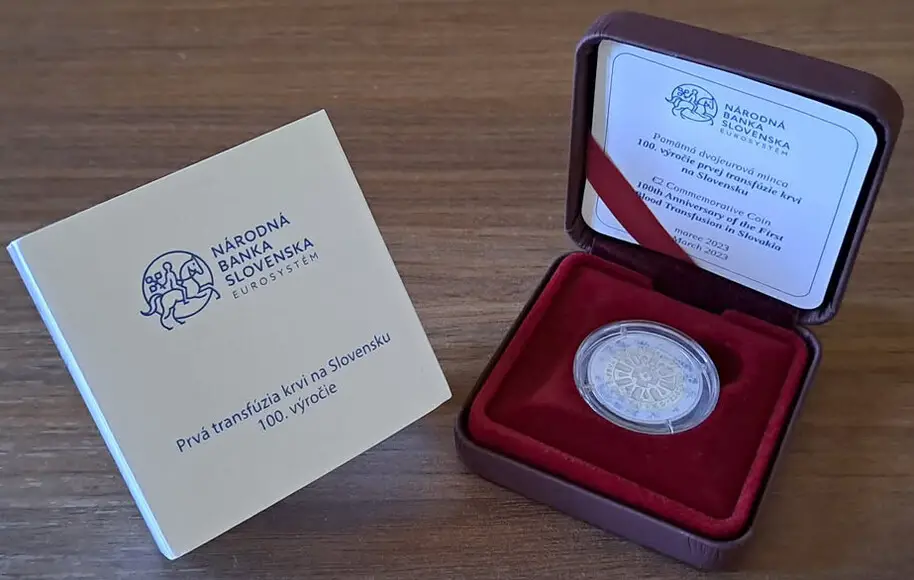 NÁRODNÁ
BANKA
SLOVENSKA
EUROSYSTÉM
Prvá transfúzia krvi na Slovensku
100. výročie
NÁRODNÁ
BANKA
SLOVENSKA
EUROSYSTÉM
Pamätná dvojeurová minca
100. výročie prvej transfúzie krvi
na Slovensku
€2 Commemorative Coin
100th Anniversary of the First
Blood Transfusion in Slovakia
marec 2023
March 2023